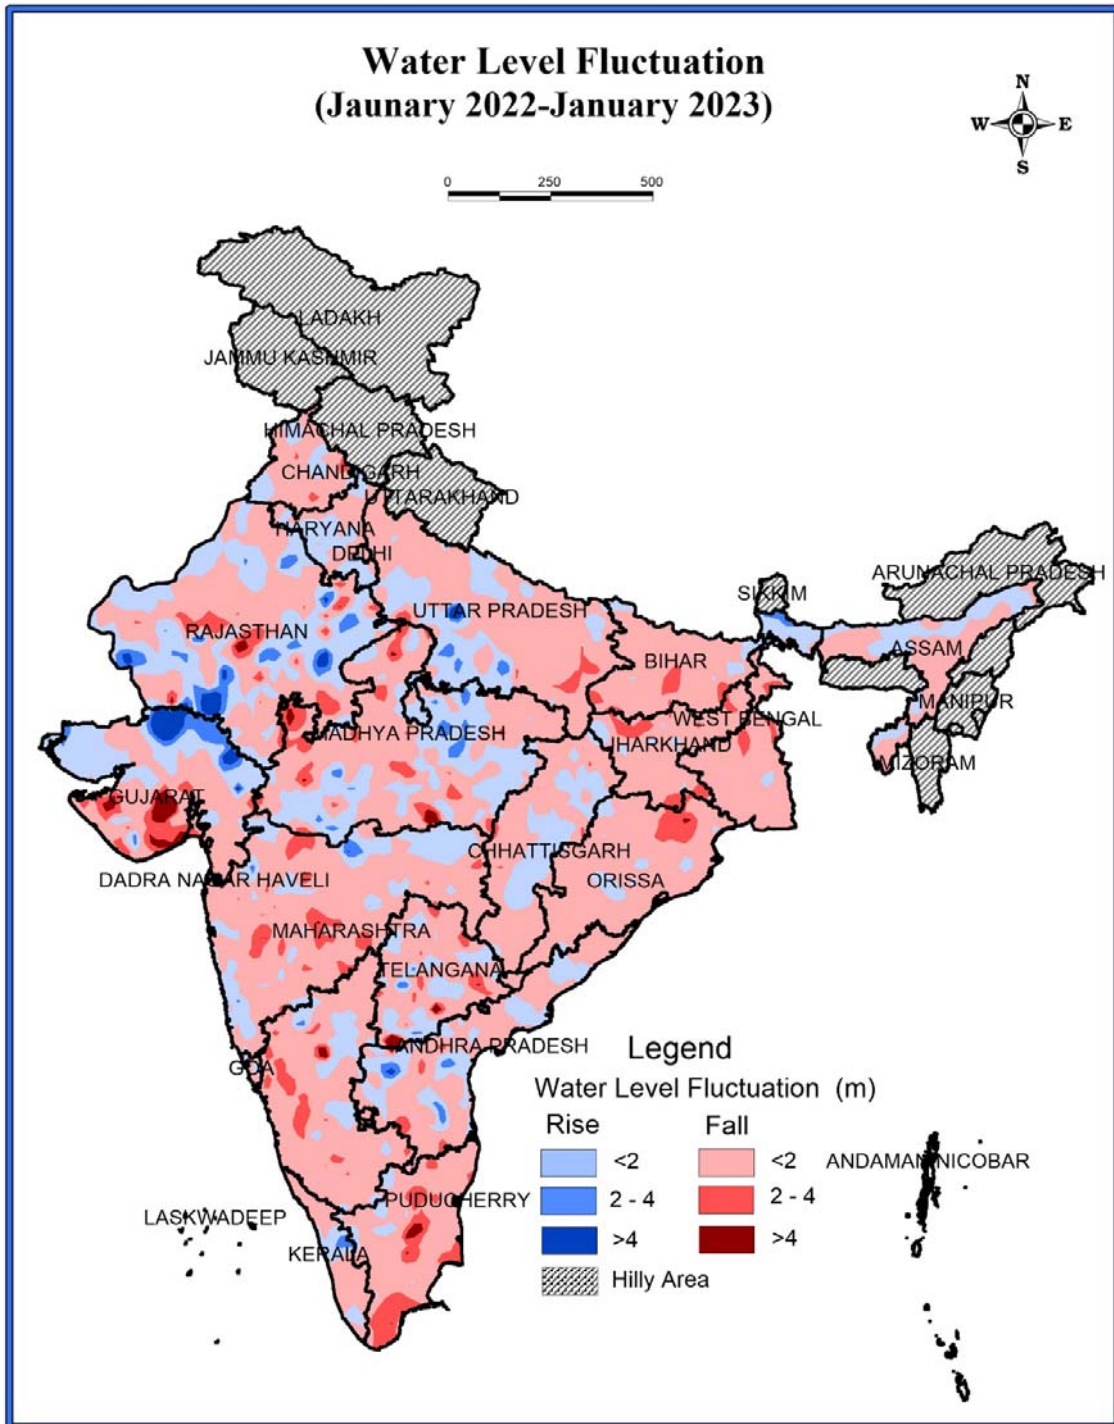 Water Level Fluctuation
(Jaunary 2022-January 2023)
N
W E
S
0 250 500
LADAKH
JAMMU KASHMIR
HIMACHAL PRADESH
CHANDIGARH
UTTARAKHAND
HARYANA
DELHI
ARUNACHAL PRADESH
SIKKIM
UTTAR PRADESH
RAJASTHAN
ASSAM
BIHAR
MANIPUR
WEST BENGAL
MADHYA PRADESH
JHARKHAND
MIZORAM
GUJARAT
CHHATTISGARH
DADRA NAGAR HAVELI
ORISSA
MAHARASHTRA
TELANGANA
ANDHRA PRADESH
GOA
Legend
Water Level Fluctuation (m)
Rise Fall
<2 <2
2 - 4 2 - 4
>4 >4
Hilly Area
ANDAMAN NICOBAR
PUDUCHERRY
LASKWADEEP
KERALA